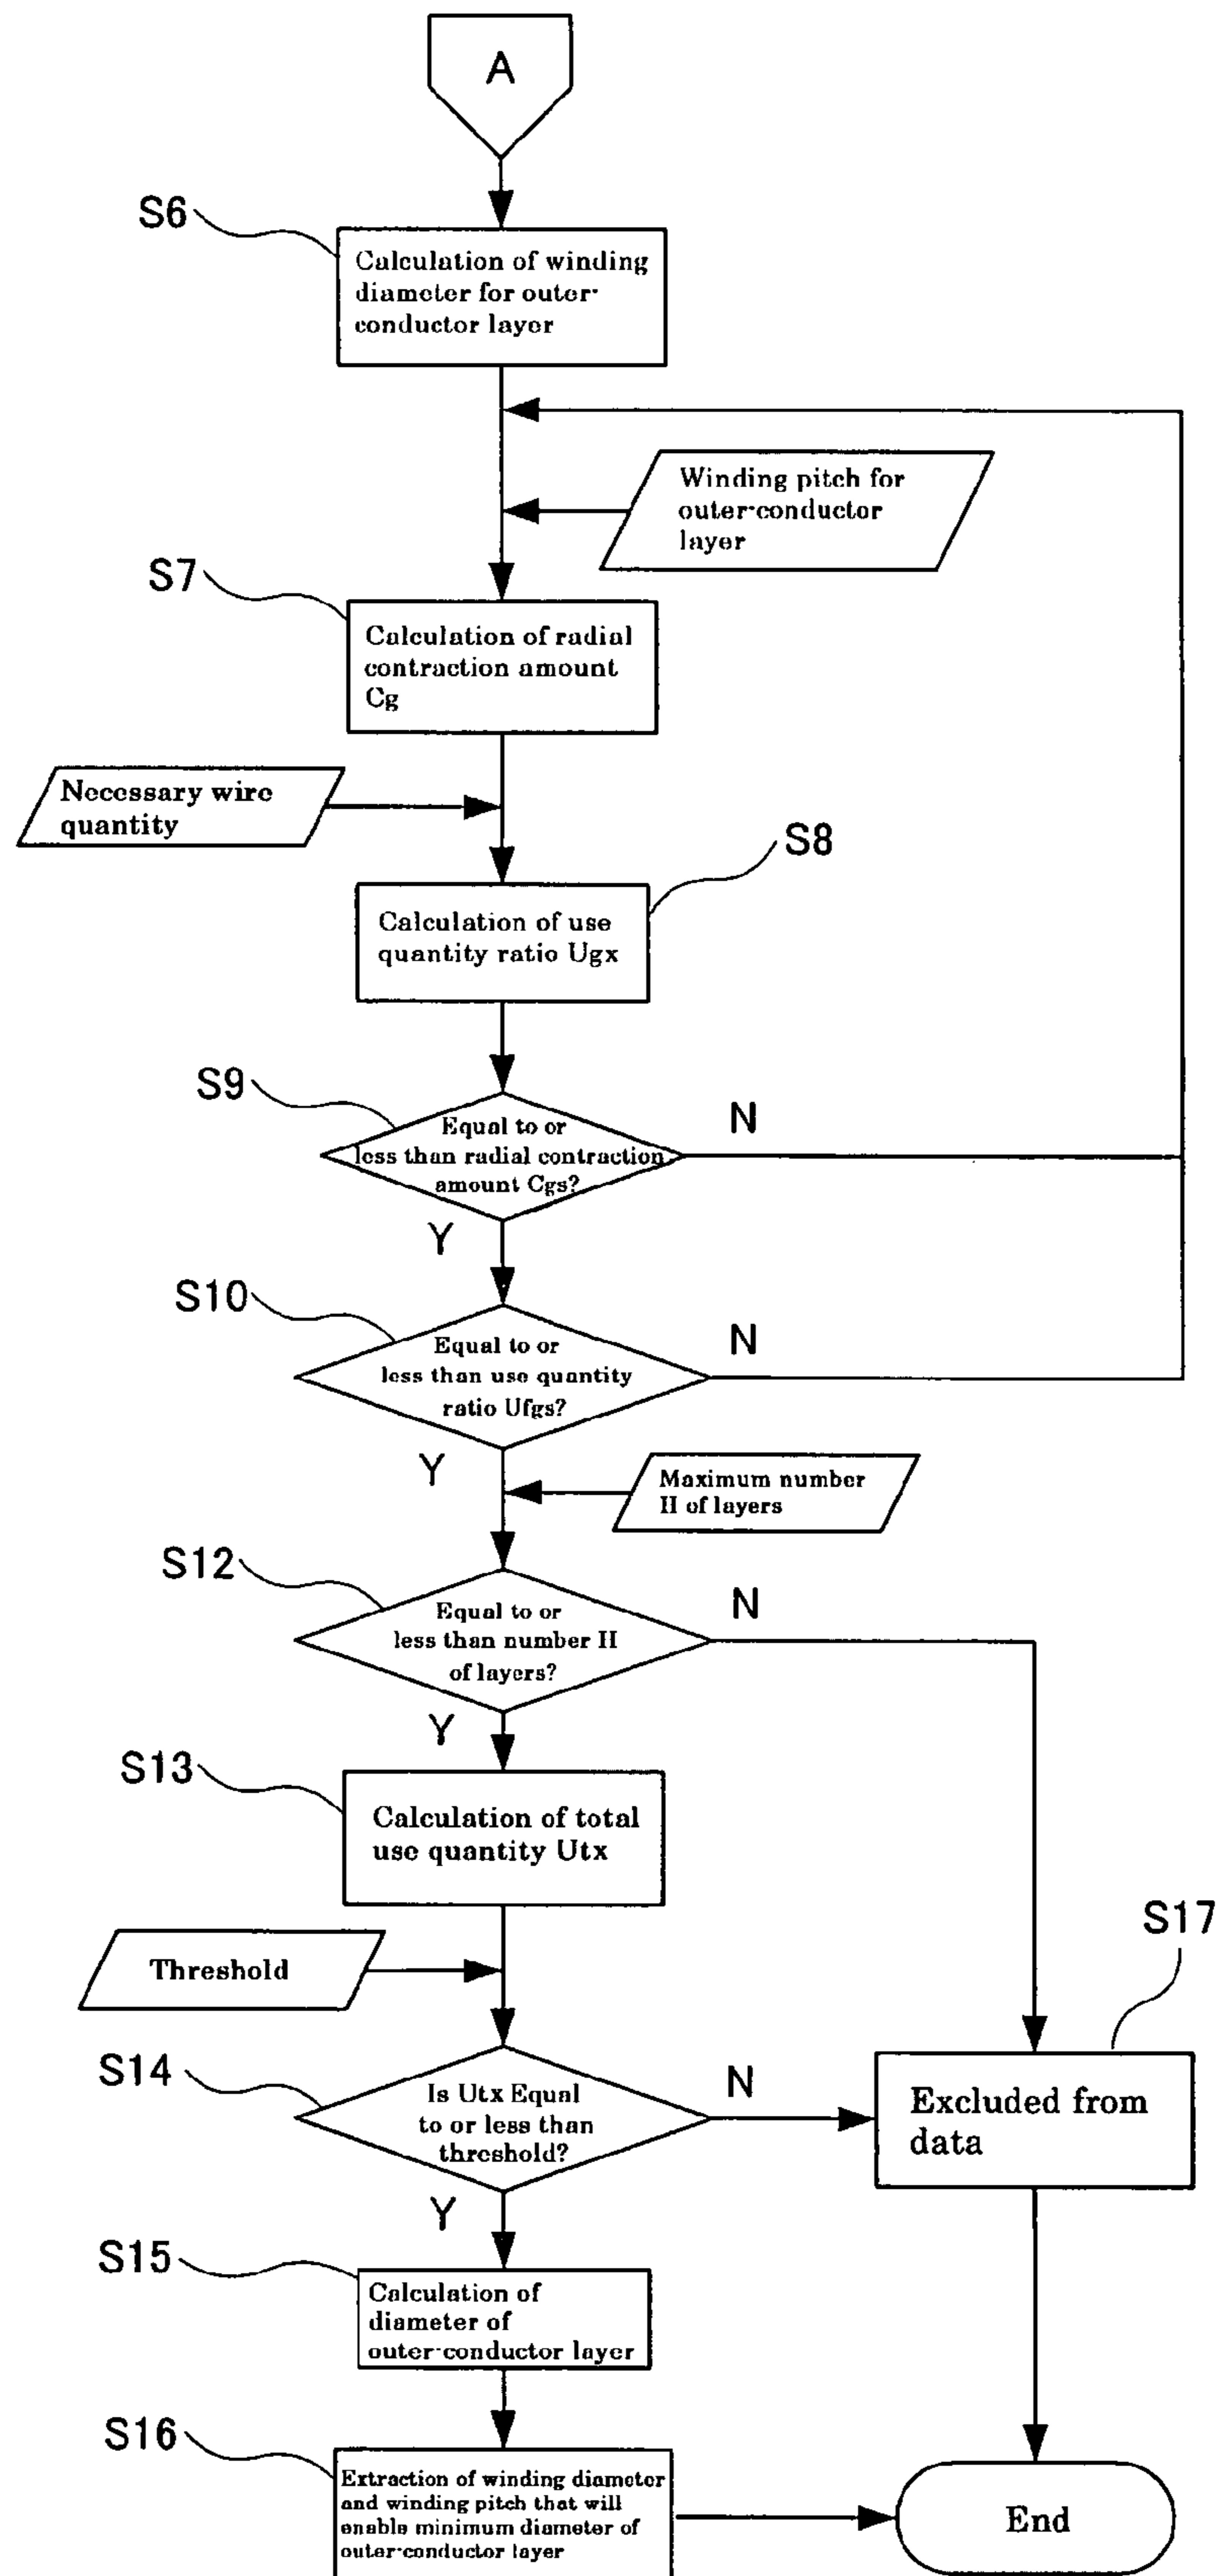 A
S6
Calculation of winding
diameter for outer-
conductor layer
Winding pitch for
outer-conductor
layer
S7
Calculation of radial
contraction amount
Cg
Necessary wire
quantity
S8
Calculation of use
quantity ratio Ugx
S9
Equal to or
less than radial contraction
amount Cgs?
N
Y
S10
Equal to or
less than use quantity
ratio Ufgs?
N
Y
Maximum number
H of layers
S12
Equal to or
less than number H
of layers?
N
Y
S13
Calculation of total
use quantity Utx
Threshold
S17
S14
Is Utx Equal
to or less than
threshold?
N
Excluded from
data
Y
S15
Calculation of
diameter of
outer-conductor layer
S16
Extraction of winding diameter
and winding pitch that will
enable minimum diameter of
outer-conductor layer
End